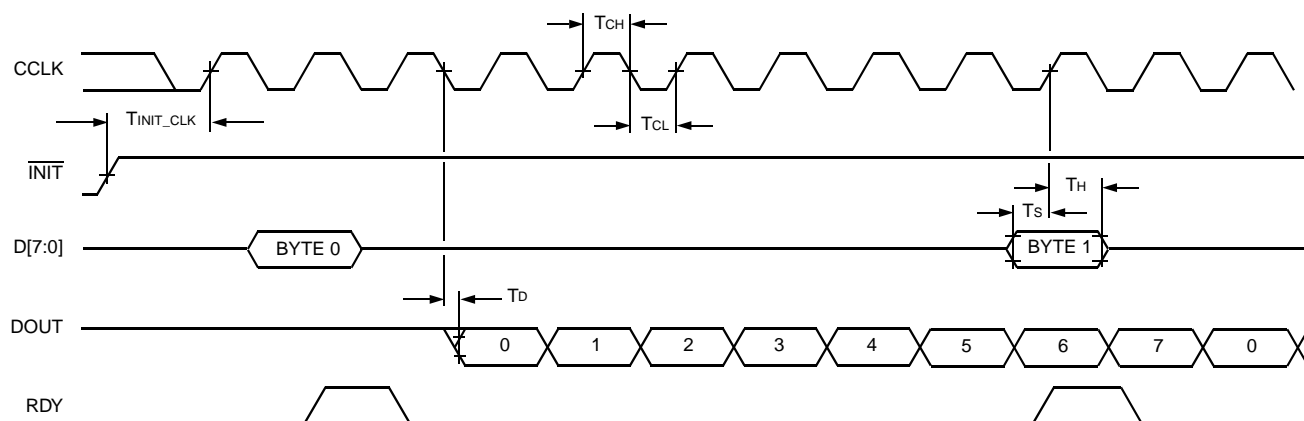 TCH
CCLK
TINIT_CLK
TCL
INIT
TH
TS
D[7:0]
BYTE 0
BYTE 1
TD
DOUT
0 1 2 3 4 5 6 7 0
RDY